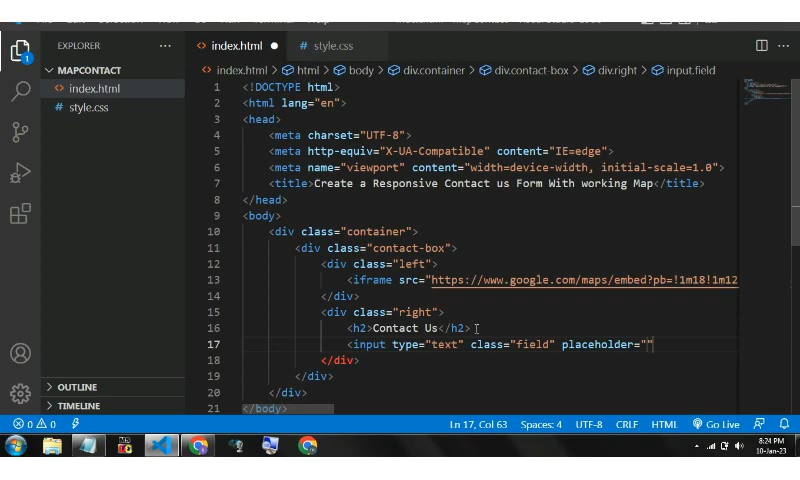 EXPLORER
index.html
# style.css
index.html > html > body > div.container > div.contact-box > div.right > input.field
MAPCONTACT
index.html
# style.css
1 <!DOCTYPE html>
2 <html lang="en">
3 <head>
4 <meta charset="UTF-8">
5 <meta http-equiv="X-UA-Compatible" content="IE=edge">
6 <meta name="viewport" content="width=device-width, initial-scale=1.0">
7 <title>Create a Responsive Contact us Form With working Map</title>
8 </head>
9 <body>
10 <div class="container">
11 <div class="contact-box">
12 <div class="left">
13 <iframe src="https://www.google.com/maps/embed?pb=!1m18!1m12
14 </div>
15 <div class="right">
16 <h2>Contact Us</h2>
17 <input type="text" class="field" placeholder=""
18 </div>
19 </div>
20 </div>
21 </body>
OUTLINE
TIMELINE
1
0 0 Ln 17, Col 63 Spaces: 4 UTF-8 CRLF HTML Go Live
8:24 PM
10-Jan-23